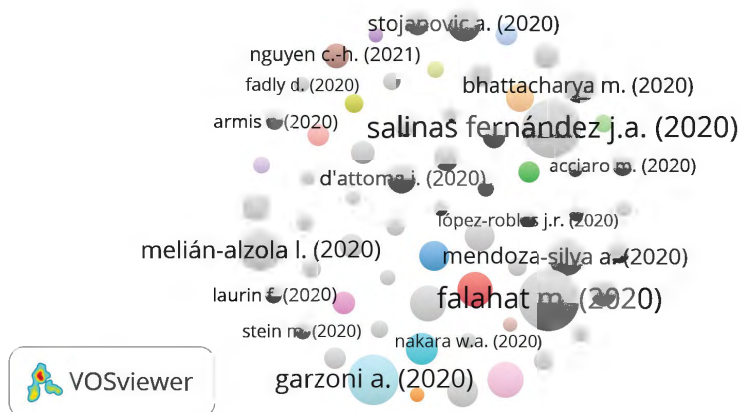 stojanovic a. (2020)
nguyen c.-h. (2021)
fadly d. (2020)
bhattacharya m. (2020)
armis (2020)
salinas fernández j.a. (2020)
acciaro m. (2020)
d'attoma i. (2020)
lópez-robles j.r. (2020)
melián-alzola l. (2020)
mendoza-silva a. (2020)
laurin f. (2020)
falahat m. (2020)
stein m. (2020)
nakara w.a. (2020)
garzoni a. (2020)
VOSviewer